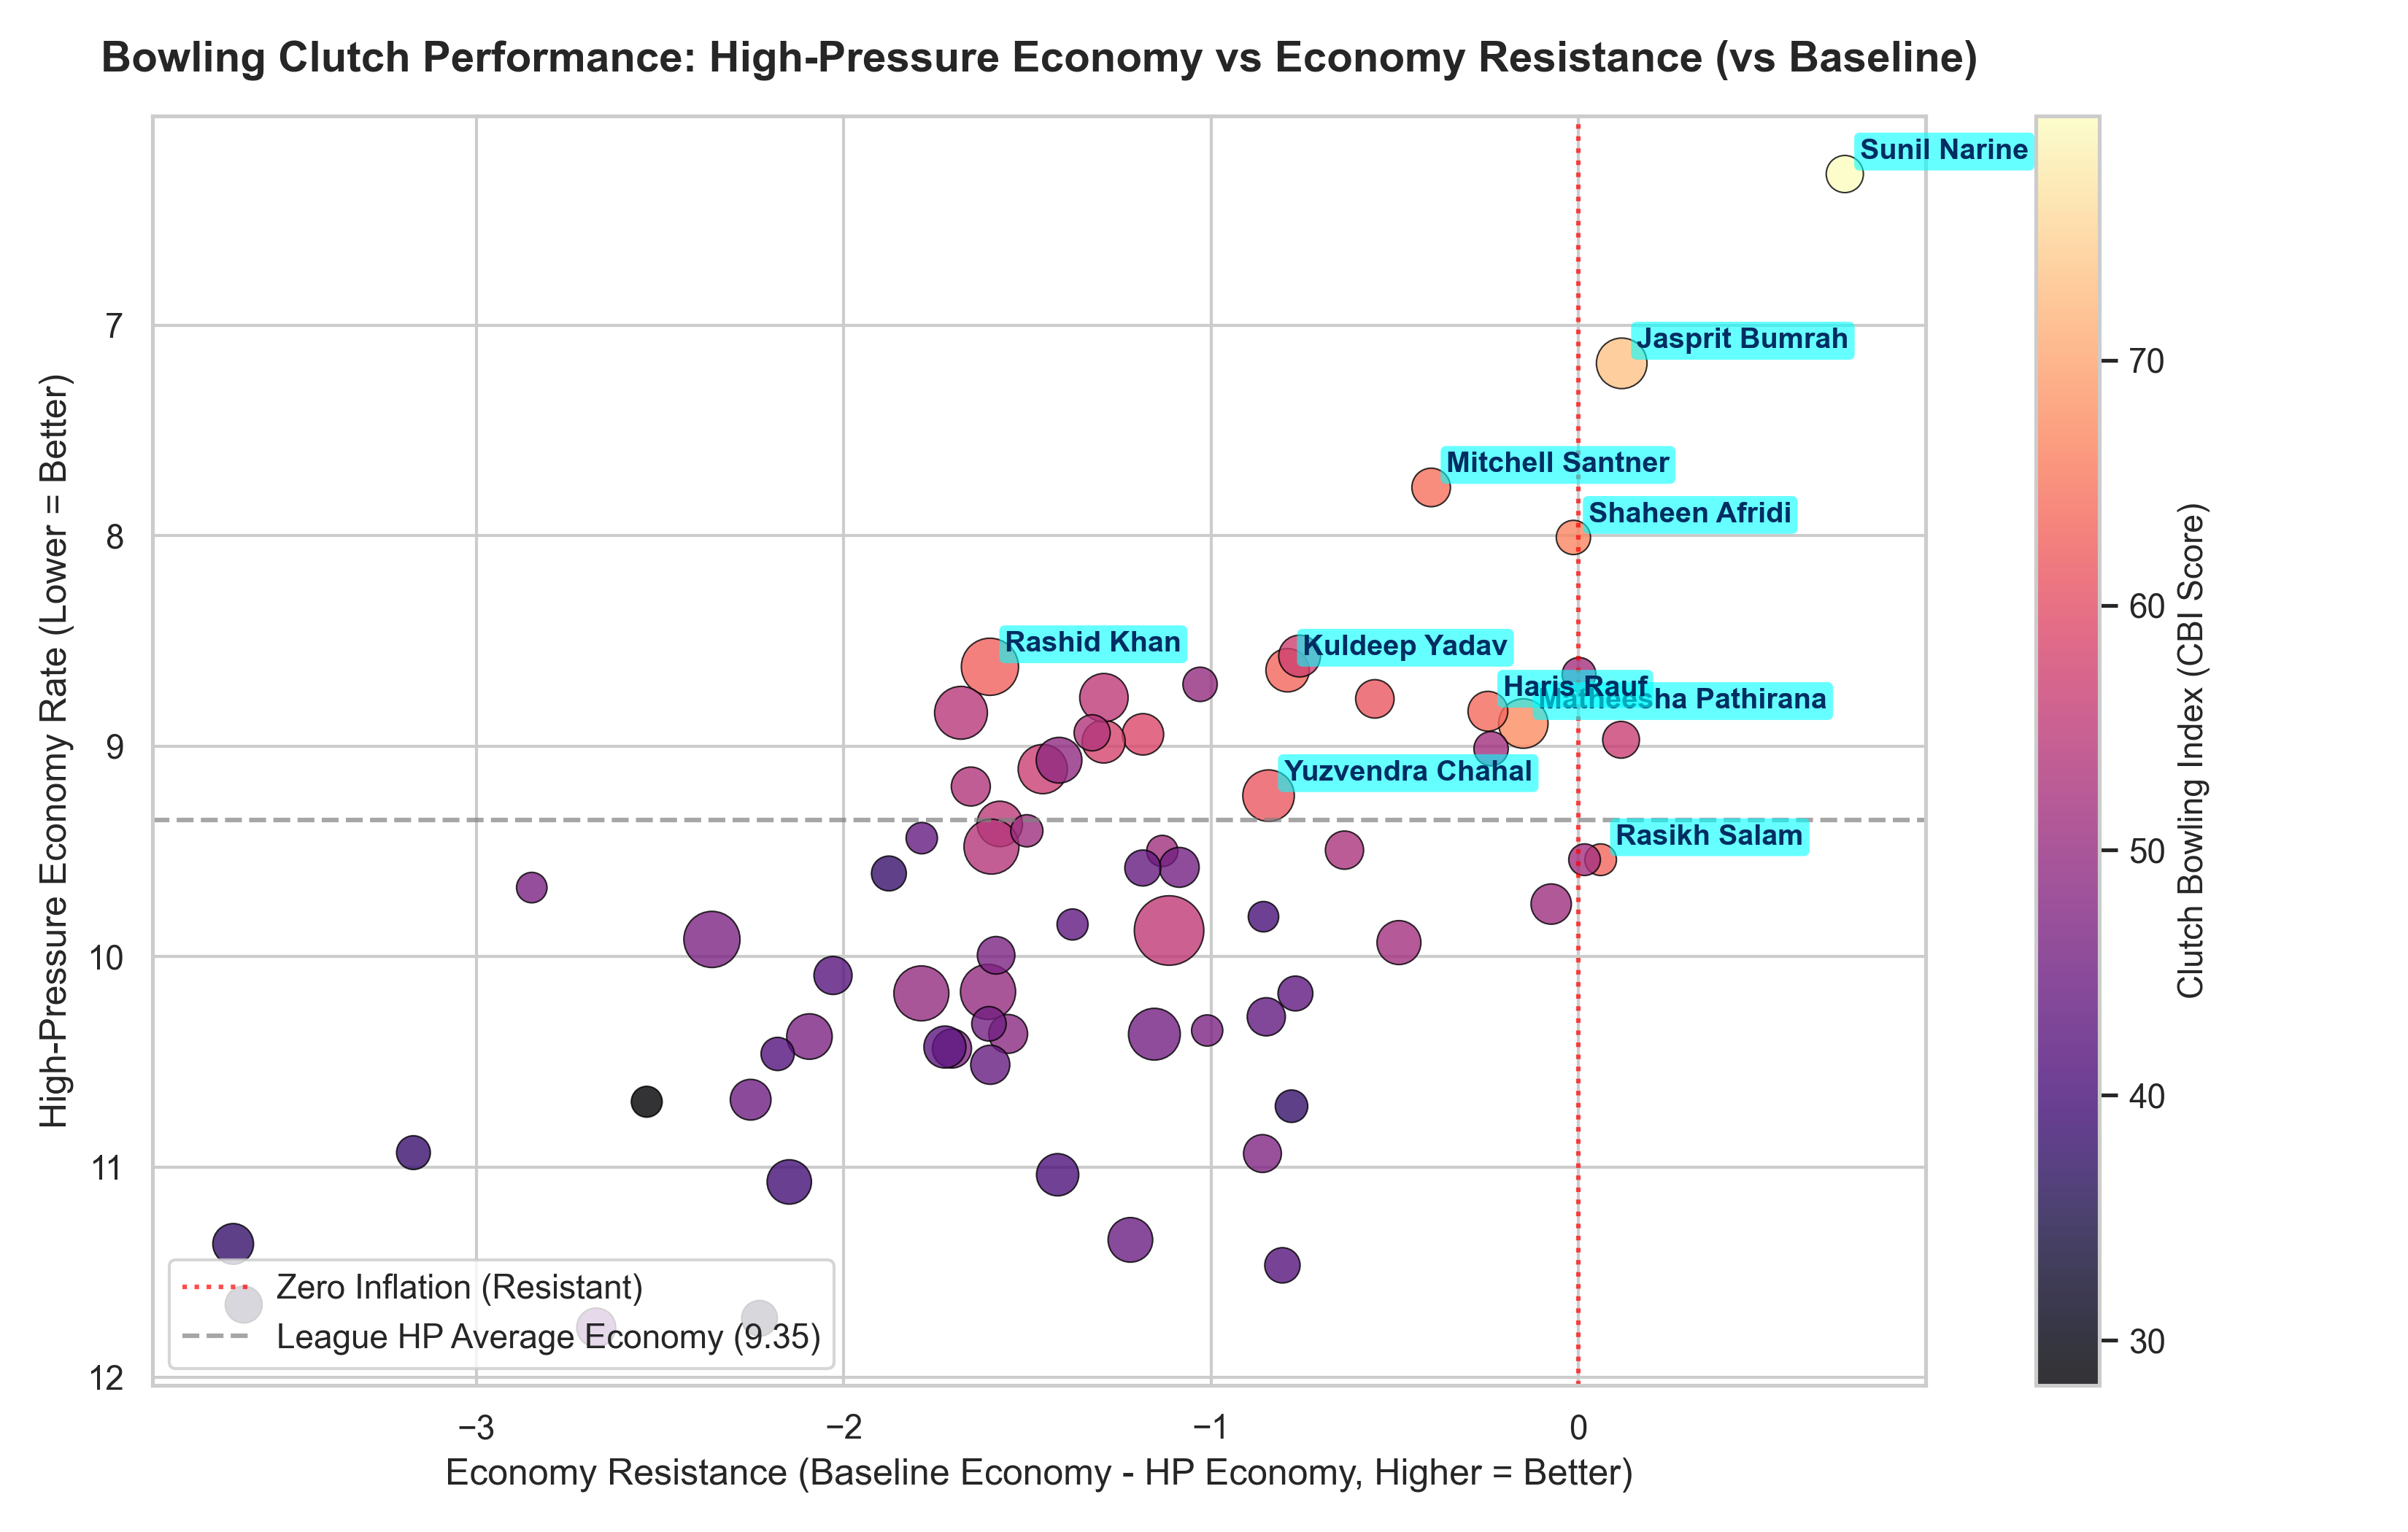 Bowling Clutch Performance: High-Pressure Economy vs Economy Resistance (vs Baseline)
High-Pressure Economy Rate (Lower = Better)
7
8
9
10
11
12
Sunil Narine
Jasprit Bumrah
Mitchell Santner
Shaheen Afridi
Rashid Khan
Kuldeep Yadav
Haris Rauf
Matheesha Pathirana
Yuzvendra Chahal
Rasikh Salam
Zero Inflation (Resistant)
League HP Average Economy (9.35)
−3
−2
−1
0
Economy Resistance (Baseline Economy - HP Economy, Higher = Better)
70
60
50
40
30
Clutch Bowling Index (CBI Score)